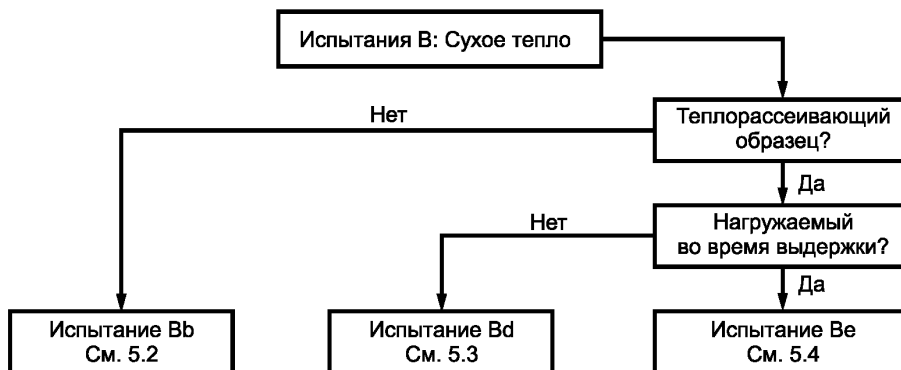 Испытания В: Сухое тепло
Нет
Теплорассеивающий
образец?
Да
Нет
Нагружаемый
во время выдержки?
Да
Испытание Bb
См. 5.2
Испытание Bd
См. 5.3
Испытание Be
См. 5.4